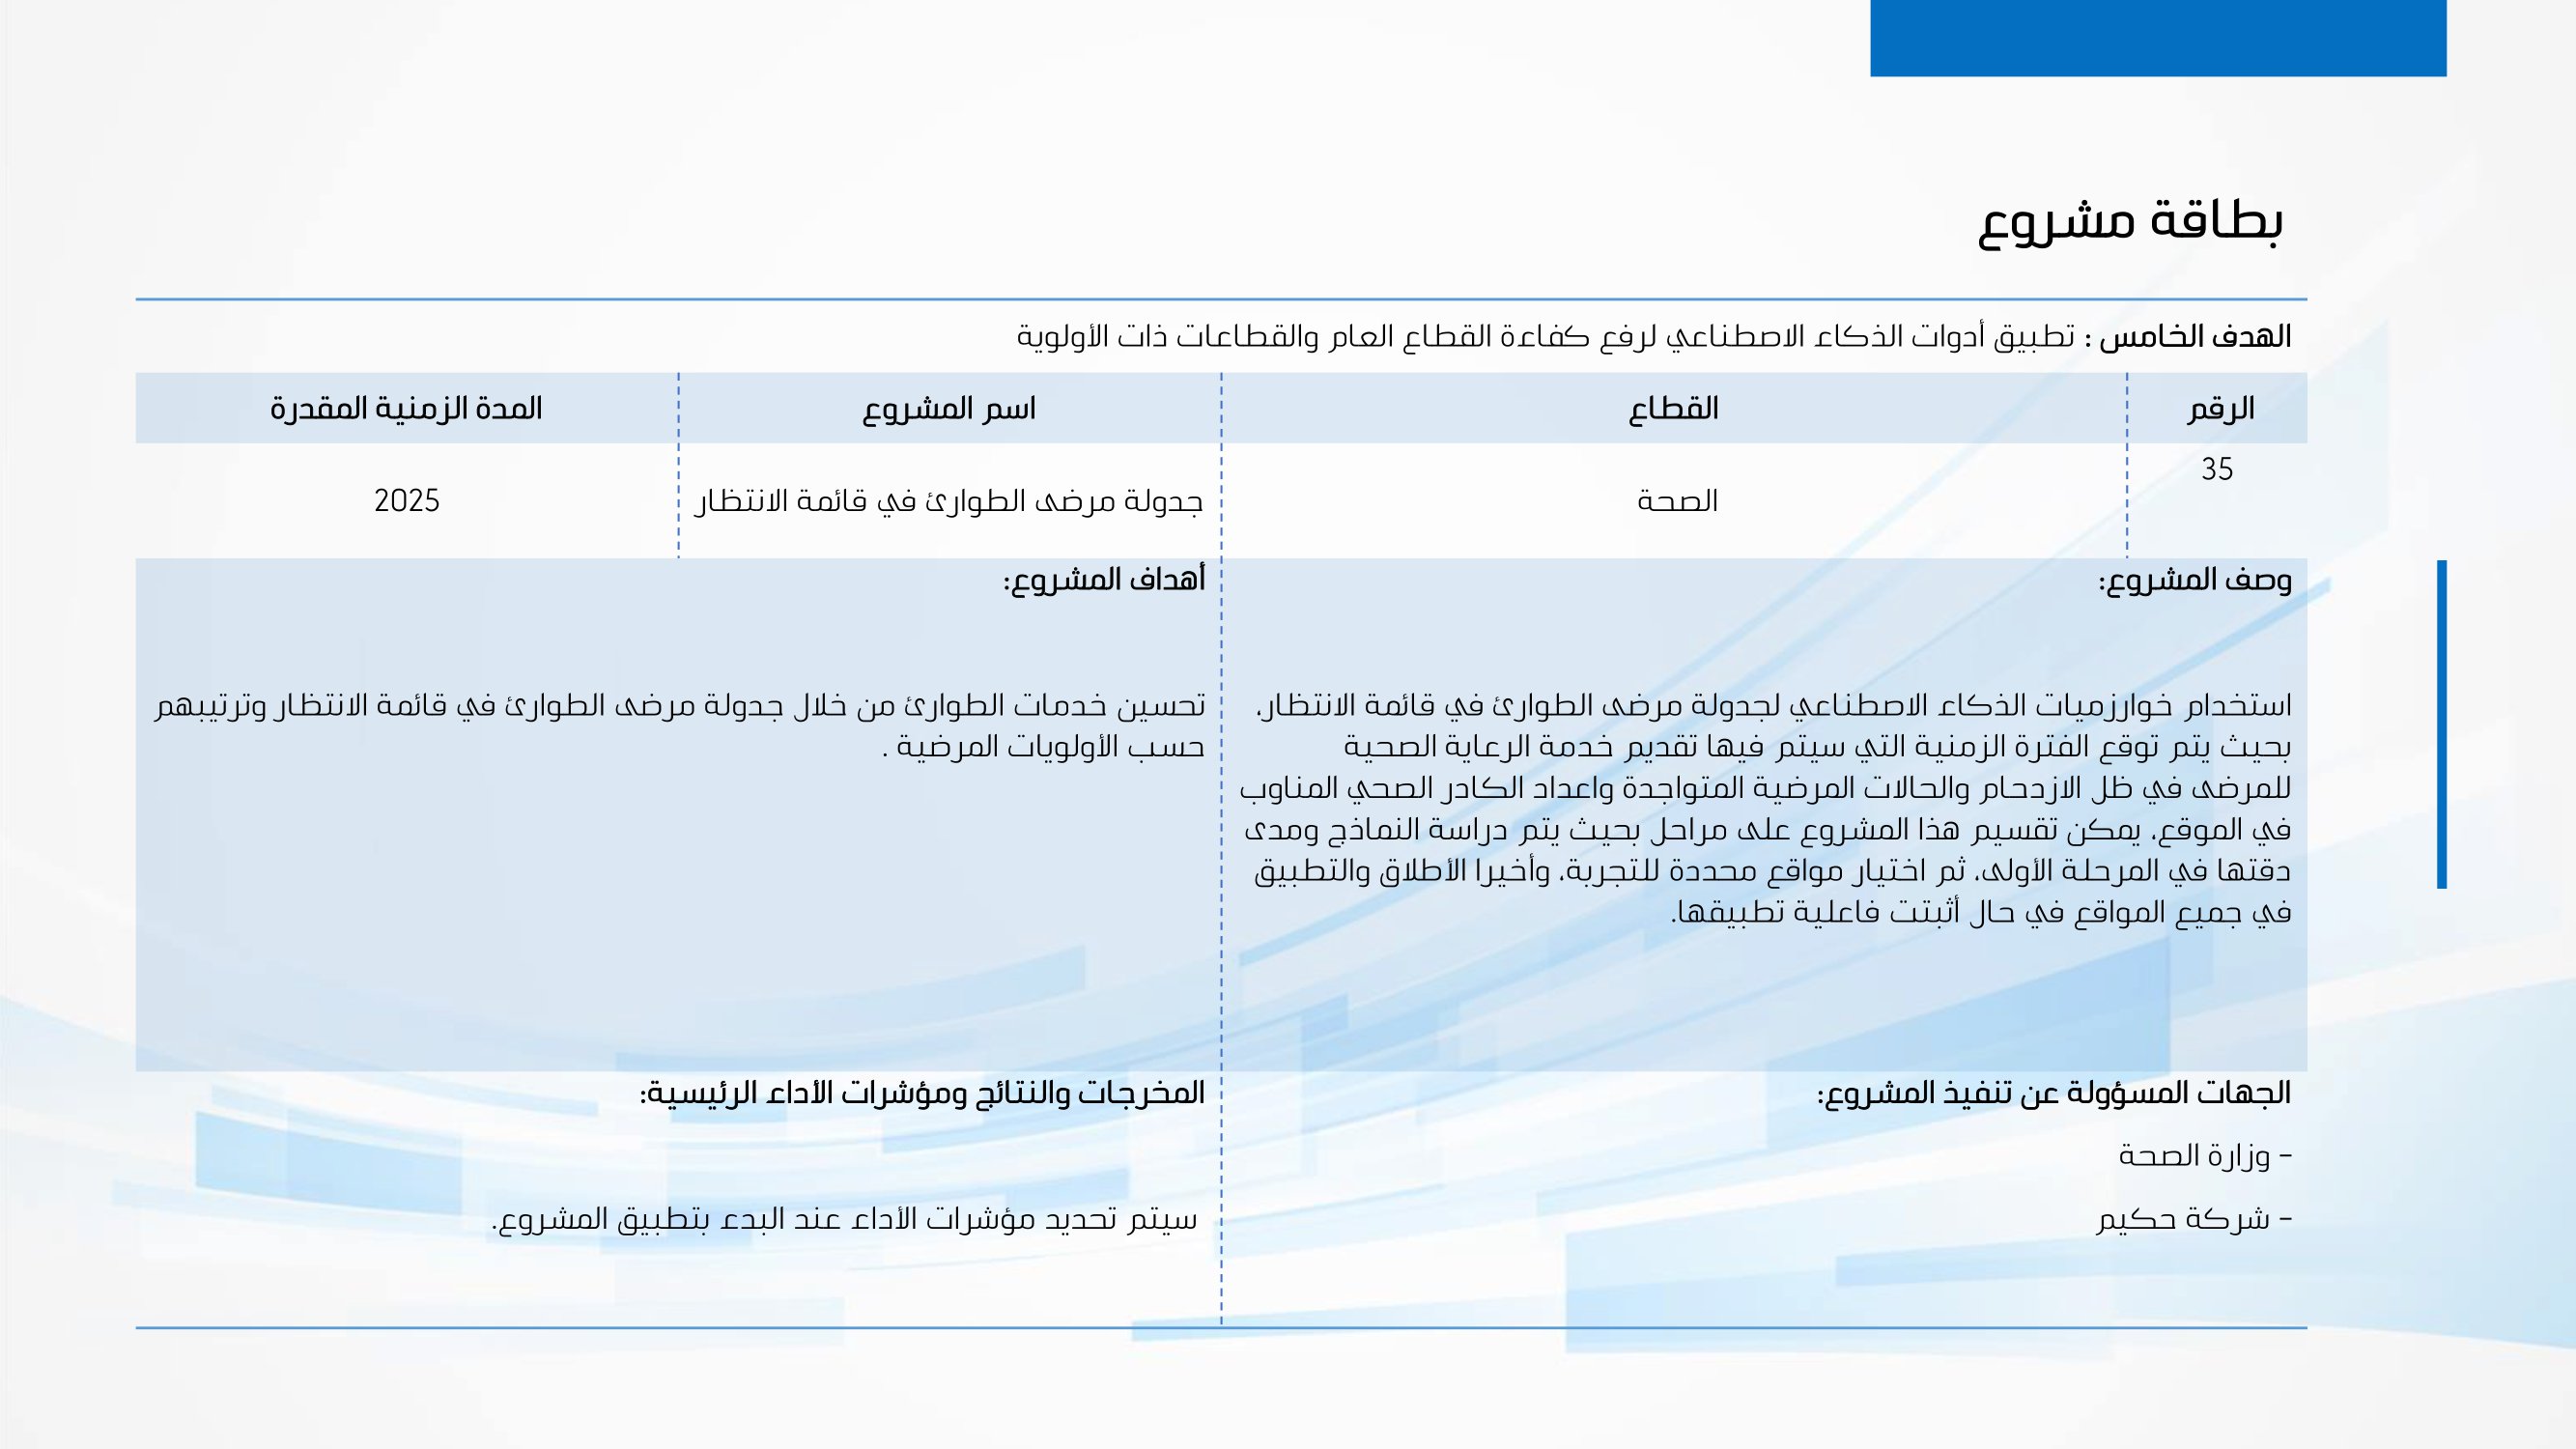 بطاقة مشروع
الهدف الخامس : تطبيق أدوات الذكاء الاصطناعي لرفع كفاءة القطاع العام والقطاعات ذات الأولوية
الرقم
القطاع
اسم المشروع
المدة الزمنية المقدرة
35
الصحة
جدولة مرضى الطوارئ في قائمة الانتظار
2025
وصف المشروع:
استخدام خوارزميات الذكاء الاصطناعي لجدولة مرضى الطوارئ في قائمة الانتظار،
بحيث يتم توقع الفترة الزمنية التي سيتم فيها تقديم خدمة الرعاية الصحية
للمرضى في ظل الازدحام والحالات المرضية المتواجدة واعداد الكادر الصحي المناوب
في الموقع، يمكن تقسيم هذا المشروع على مراحل بحيث يتم دراسة النماذج ومدى
دقتها في المرحلة الأولى، ثم اختيار مواقع محددة للتجربة، وأخيرا الأطلاق والتطبيق
في جميع المواقع في حال أثبتت فاعلية تطبيقها.
أهداف المشروع:
تحسين خدمات الطوارئ من خلال جدولة مرضى الطوارئ في قائمة الانتظار وترتيبهم
حسب الأولويات المرضية .
الجهات المسؤولة عن تنفيذ المشروع:
- وزارة الصحة
- شركة حكيم
المخرجات والنتائج ومؤشرات الأداء الرئيسية:
سيتم تحديد مؤشرات الأداء عند البدء بتطبيق المشروع.